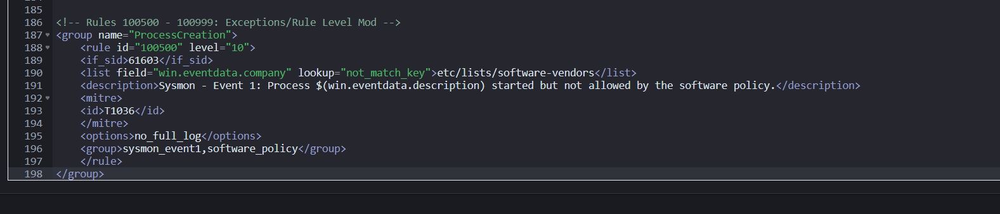 185
186 <!-- Rules 100500 - 100999: Exceptions/Rule Level Mod -->
187 <group name="ProcessCreation">
188 <rule id="100500" level="10">
189 <if_sid>61603</if_sid>
190 <list field="win.eventdata.company" lookup="not_match_key">etc/lists/software-vendors</list>
191 <description>Sysmon - Event 1: Process $(win.eventdata.description) started but not allowed by the software policy.</description>
192 <mitre>
193 <id>T1036</id>
194 </mitre>
195 <options>no_full_log</options>
196 <group>sysmon_event1,software_policy</group>
197 </rule>
198 </group>